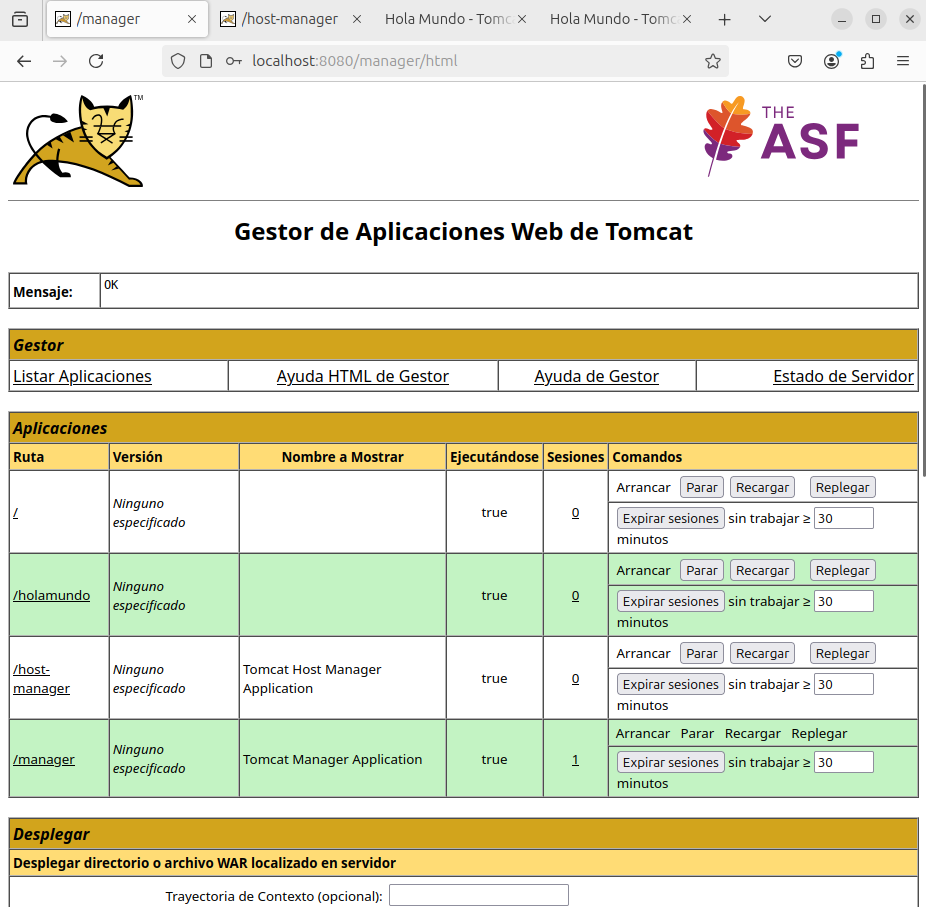 /manager
/host-manager
Hola Mundo - Tomc
Hola Mundo - Tomc
localhost:8080/manager/html
TM
THE
ASF
Gestor de Aplicaciones Web de Tomcat
Mensaje: OK
Gestor
Listar Aplicaciones Ayuda HTML de Gestor Ayuda de Gestor Estado de Servidor
Aplicaciones
Ruta Versión Nombre a Mostrar Ejecutándose Sesiones Comandos
/ Ninguno especificado true 0 Arrancar Parar Recargar Replegar
Expirar sesiones sin trabajar ≥ 30
minutos
/holamundo Ninguno especificado true 0 Arrancar Parar Recargar Replegar
Expirar sesiones sin trabajar ≥ 30
minutos
/host-manager Ninguno especificado Tomcat Host Manager Application true 0 Arrancar Parar Recargar Replegar
Expirar sesiones sin trabajar ≥ 30
minutos
/manager Ninguno especificado Tomcat Manager Application true 1 Arrancar Parar Recargar Replegar
Expirar sesiones sin trabajar ≥ 30
minutos
Desplegar
Desplegar directorio o archivo WAR localizado en servidor
Trayectoria de Contexto (opcional):